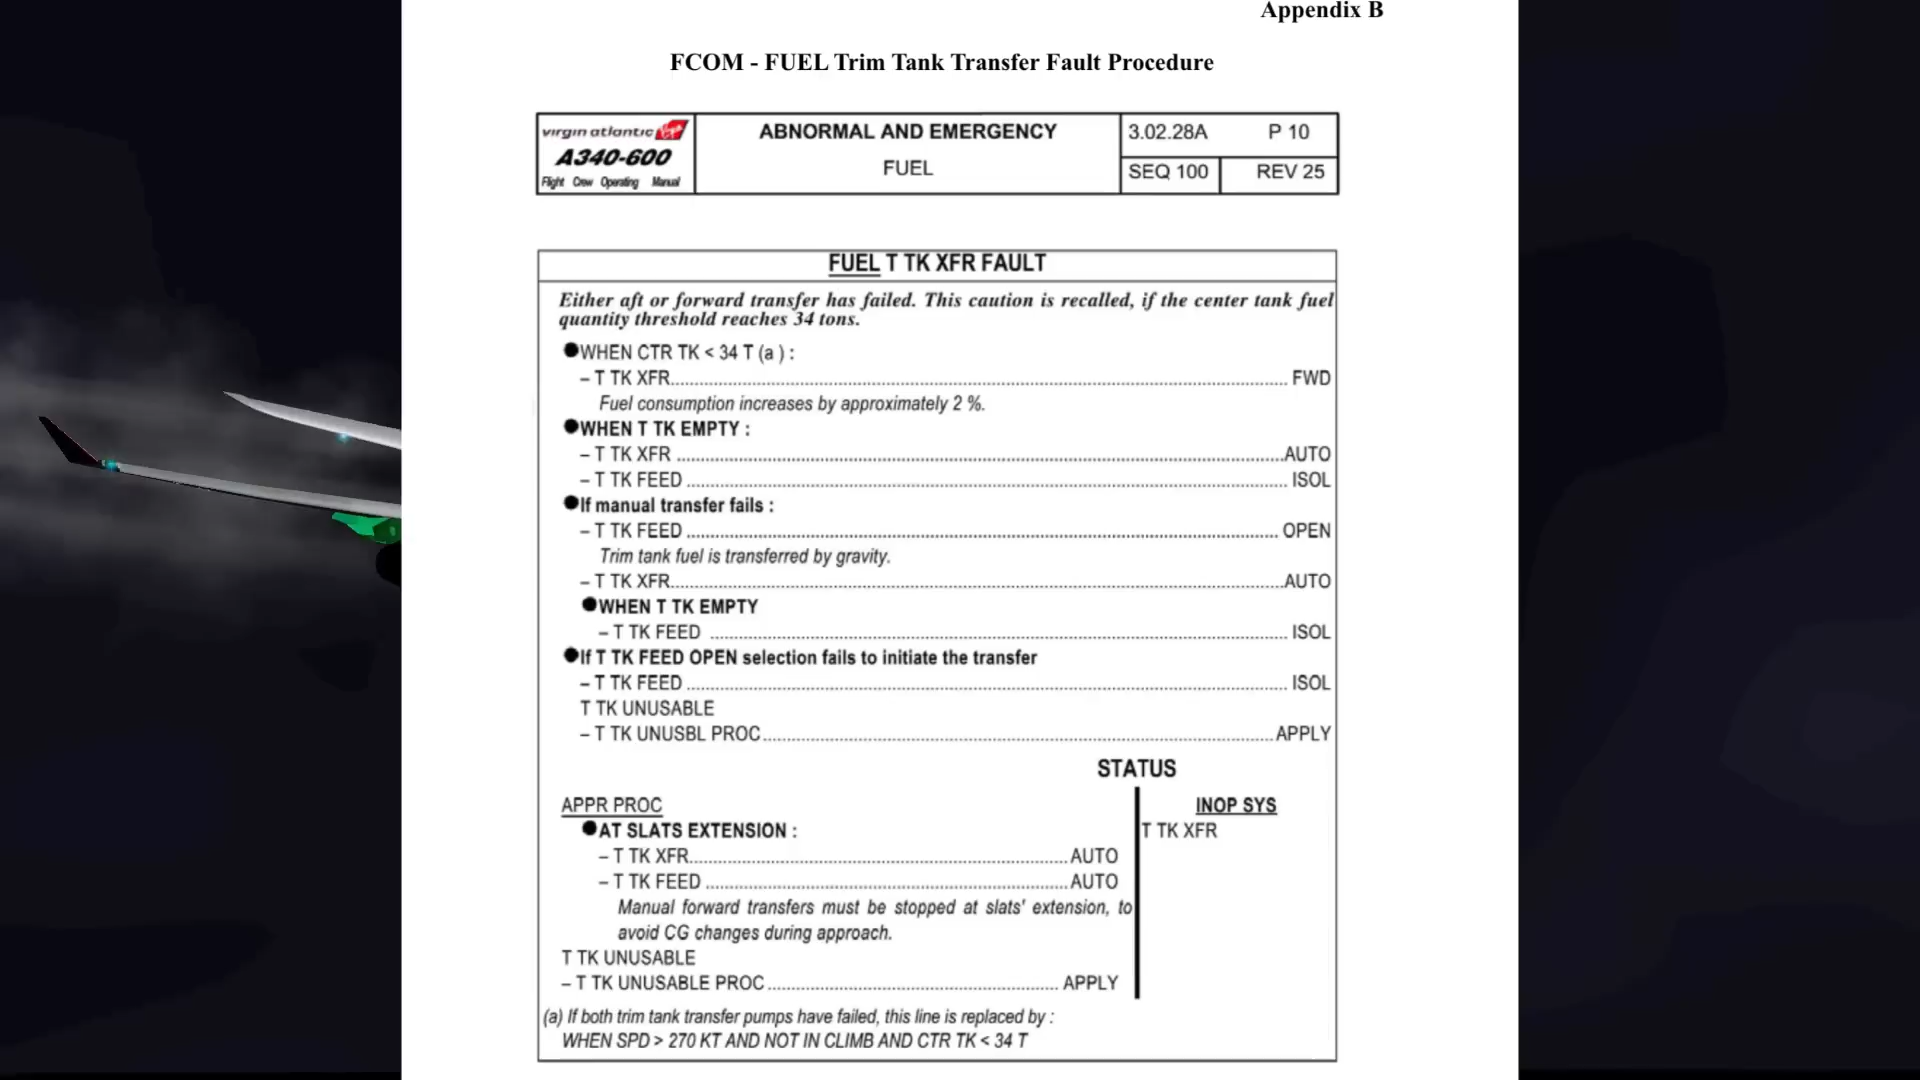 Appendix B
FCOM - FUEL Trim Tank Transfer Fault Procedure
virgin atlantic
A340-600
Flight Crew Operating Manual
ABNORMAL AND EMERGENCY
FUEL
3.02.28A P 10
SEQ 100 REV 25
FUEL T TK XFR FAULT
Either aft or forward transfer has failed. This caution is recalled, if the center tank fuel
quantity threshold reaches 34 tons.
●WHEN CTR TK < 34 T (a ) :
– T TK XFR.......... FWD
Fuel consumption increases by approximately 2 %.
●WHEN T TK EMPTY :
– T TK XFR ..........AUTO
– T TK FEED .......... ISOL
●If manual transfer fails :
– T TK FEED .......... OPEN
Trim tank fuel is transferred by gravity.
– T TK XFR..........AUTO
●WHEN T TK EMPTY
– T TK FEED .......... ISOL
●If T TK FEED OPEN selection fails to initiate the transfer
– T TK FEED .......... ISOL
T TK UNUSABLE
– T TK UNUSBL PROC..........APPLY
STATUS
APPR PROC
●AT SLATS EXTENSION :
– T TK XFR..........AUTO
– T TK FEED ..........AUTO
Manual forward transfers must be stopped at slats' extension, to
avoid CG changes during approach.
T TK UNUSABLE
– T TK UNUSABLE PROC.......... APPLY
INOP SYS
T TK XFR
(a) If both trim tank transfer pumps have failed, this line is replaced by :
WHEN SPD > 270 KT AND NOT IN CLIMB AND CTR TK < 34 T